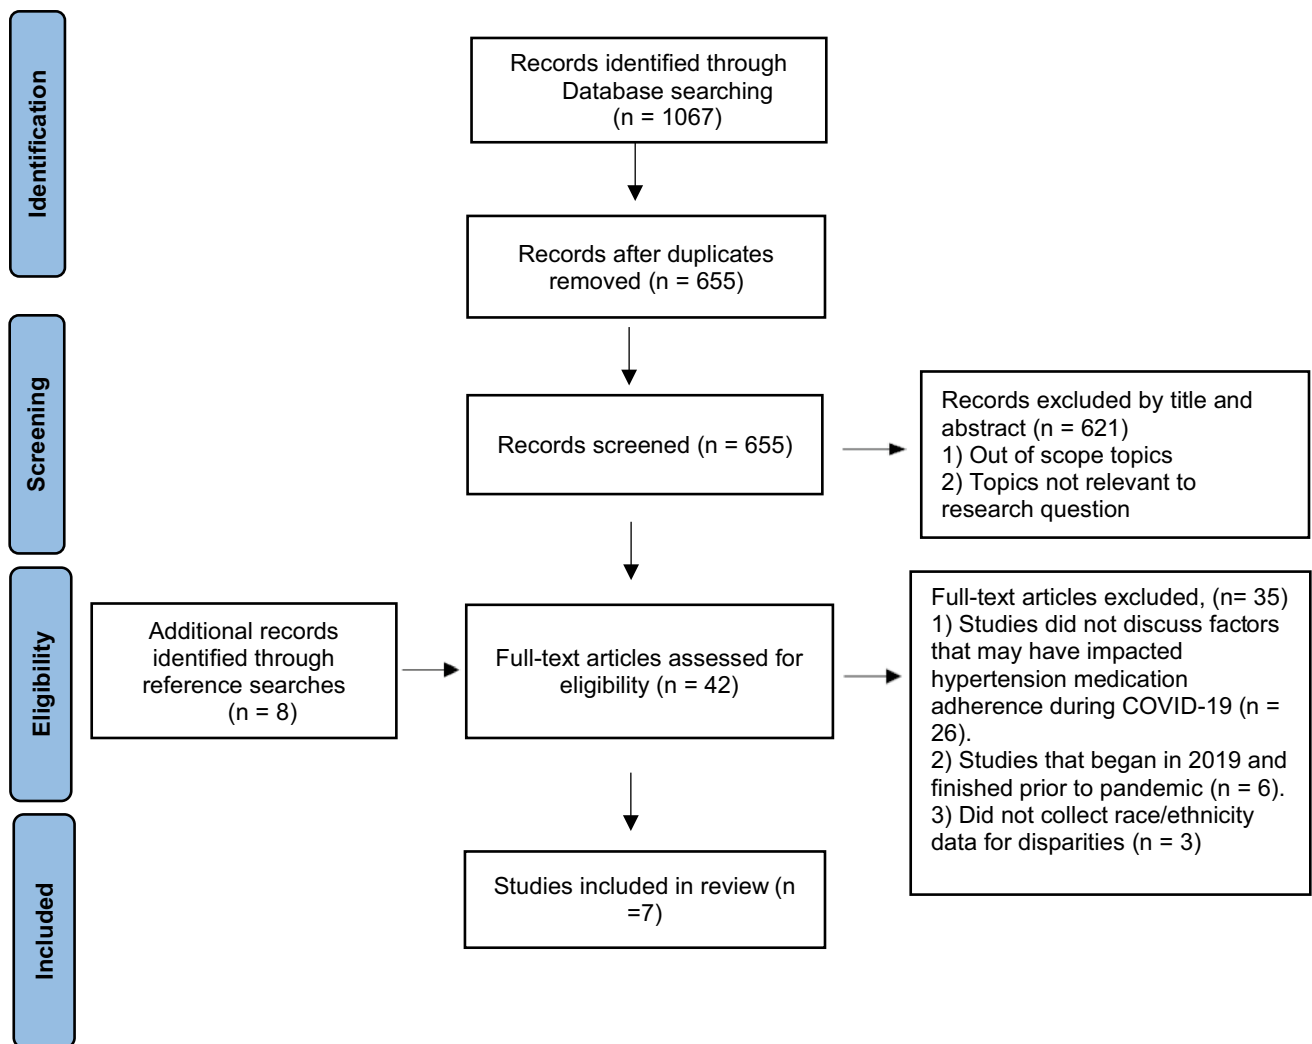 Identification
Records identified through
Database searching
(n = 1067)
Records after duplicates
removed (n = 655)
Screening
Records screened (n = 655)
Records excluded by title and
abstract (n = 621)
1) Out of scope topics
2) Topics not relevant to
research question
Eligibility
Additional records
identified through
reference searches
(n = 8)
Full-text articles assessed for
eligibility (n = 42)
Full-text articles excluded, (n= 35)
1) Studies did not discuss factors
that may have impacted
hypertension medication
adherence during COVID-19 (n =
26).
2) Studies that began in 2019 and
finished prior to pandemic (n = 6).
3) Did not collect race/ethnicity
data for disparities (n = 3)
Included
Studies included in review (n
=7)